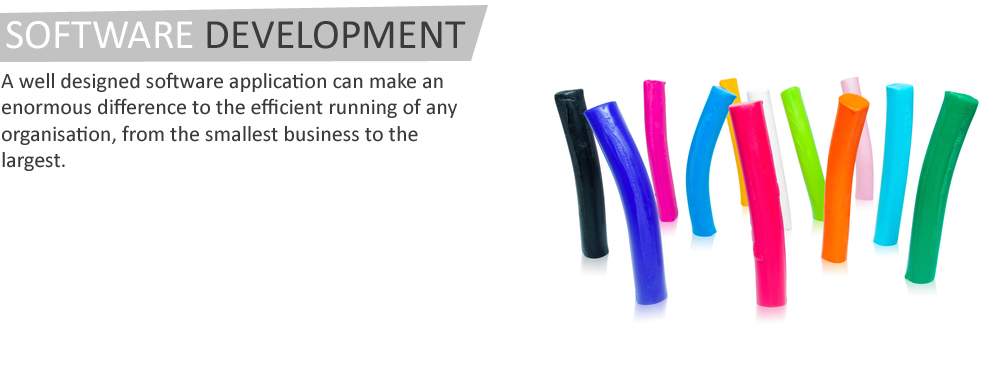 SOFTWARE DEVELOPMENT
A well designed software application can make an
enormous difference to the efficient running of any
organisation, from the smallest business to the
largest.